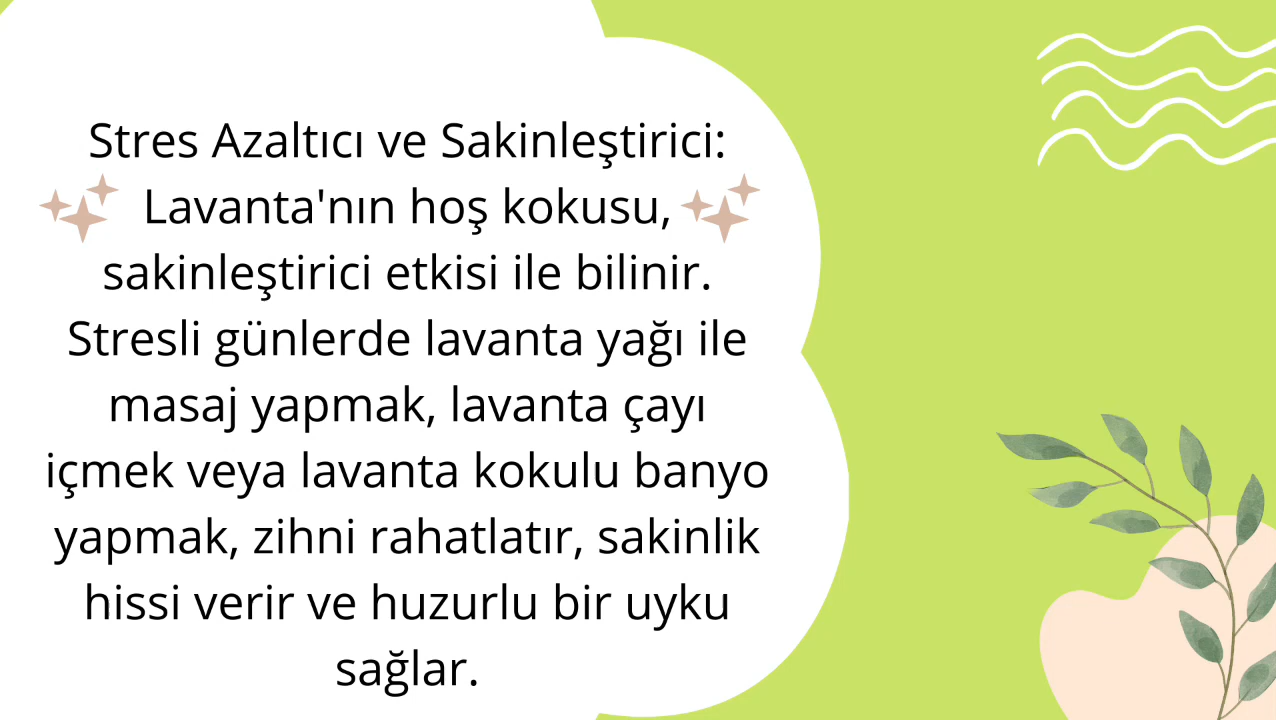 Stres Azaltıcı ve Sakinleştirici:
Lavanta'nın hoş kokusu,
sakinleştirici etkisi ile bilinir.
Stresli günlerde lavanta yağı ile
masaj yapmak, lavanta çayı
içmek veya lavanta kokulu banyo
yapmak, zihni rahatlatır, sakinlik
hissi verir ve huzurlu bir uyku
sağlar.